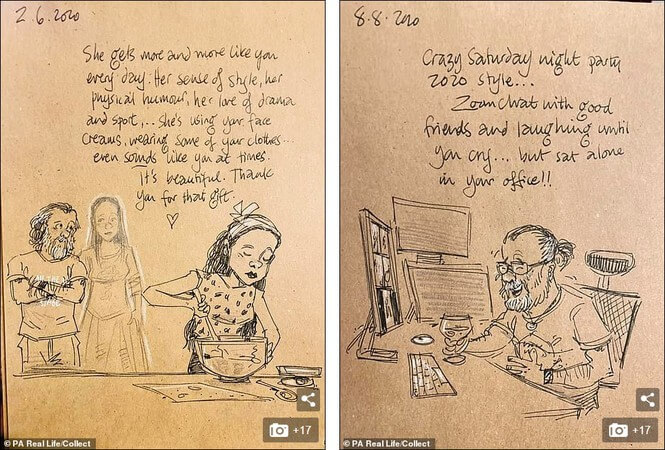 2.6.2020
She gets more and more like you
every day. Her sense of style, her
physical humour, her love of drama
and sport,.. She's using your face
creams, wearing some of your clothes...
even sounds like you at times.
It's beautiful. Thank
you for that gift.
+17
© PA Real Life/Collect
8.8.2020
Crazy Saturday night party
2020 style...
Zoom chat with good
friends and laughing until
you cry... but sat alone
in your office!!
+17
© PA Real Life/Collect